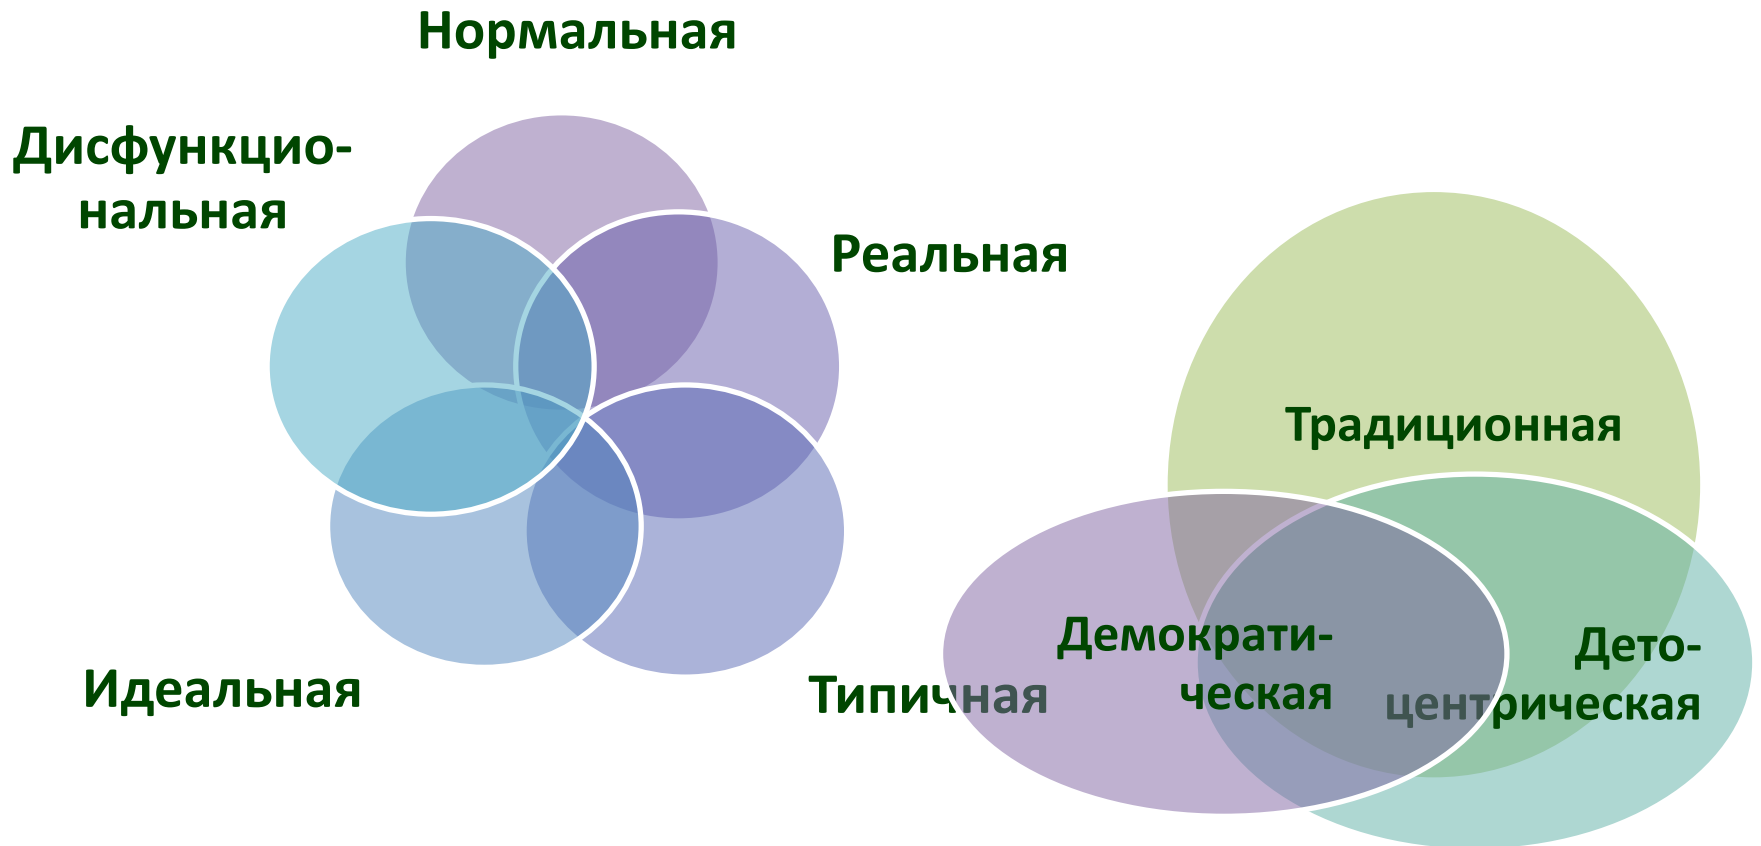 Нормальная
Дисфункцио-
нальная
Реальная
Идеальная
Типичная
Традиционная
Демократи-
ческая
Дето-
центрическая